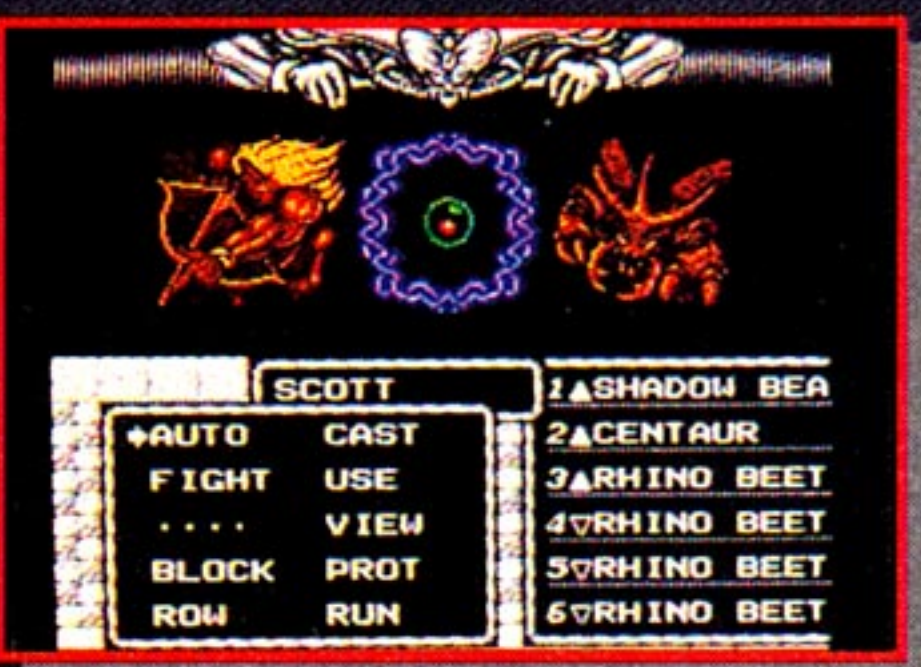 SCOTT
➔AUTO CAST
FIGHT USE
.... VIEW
BLOCK PROT
ROW RUN
1▲SHADOW BEA
2▲CENTAUR
3▲RHINO BEET
4▽RHINO BEET
5▽RHINO BEET
6▽RHINO BEET